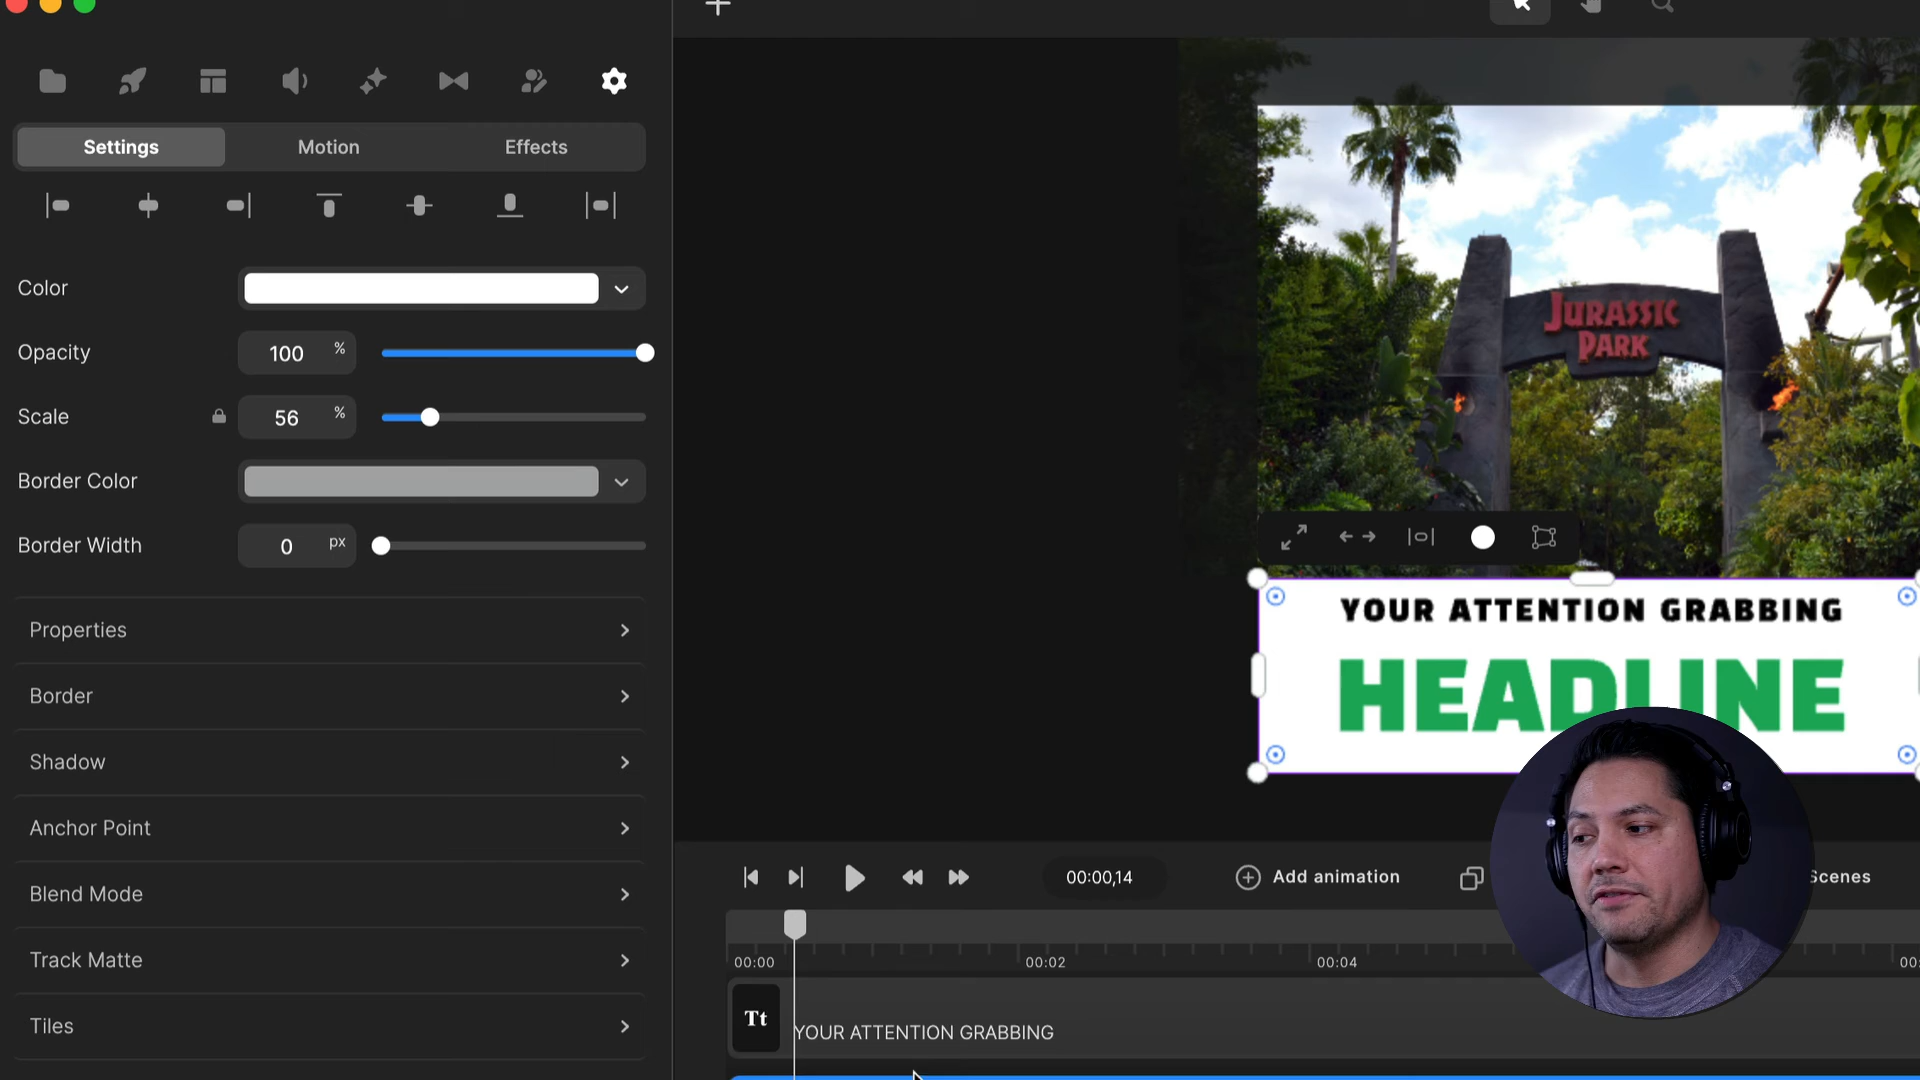 Settings
Motion
Effects
Color
Opacity
100 %
Scale
56 %
Border Color
Border Width
0 px
Properties
Border
Shadow
Anchor Point
Blend Mode
Track Matte
Tiles
JURASSIC
PARK
YOUR ATTENTION GRABBING
HEADLINE
00:00,14
Add animation
Scenes
00:00
00:02
00:04
Tt
YOUR ATTENTION GRABBING